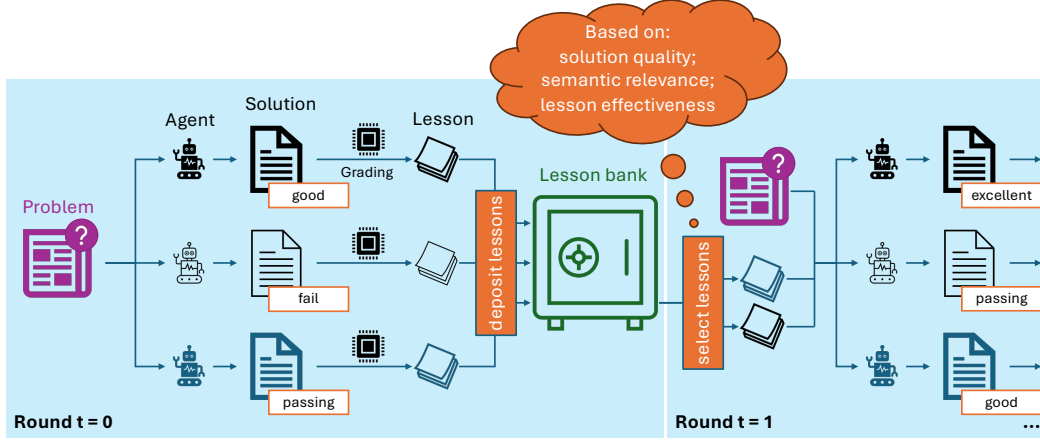 Based on:
solution quality;
semantic relevance;
lesson effectiveness
Problem
?
Agent
Solution
Grading
Lesson
good
fail
passing
deposit lessons
Lesson bank
Round t = 0
select lessons
?
excellent
passing
good
Round t = 1
...